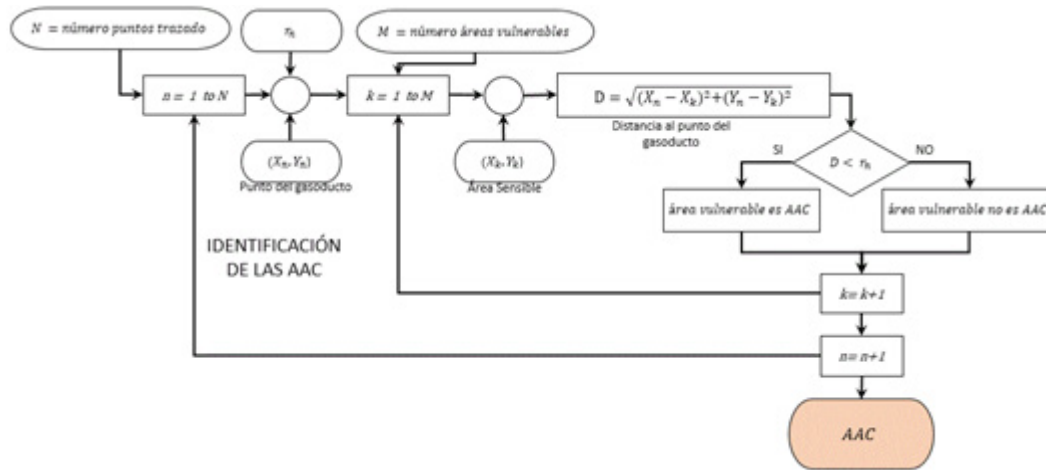 N = número puntos trazado
r_h
M = número áreas vulnerables
n = 1 to N
k = 1 to M
D = √(X_n − X_k)²+(Y_n − Y_k)²
Distancia al punto del
gasoducto
(X_n, Y_n)
Punto del gasoducto
(X_k, Y_k)
Área Sensible
SI
NO
D < r_h
área vulnerable es AAC
área vulnerable no es AAC
IDENTIFICACIÓN
DE LAS AAC
k = k+1
n = n+1
AAC